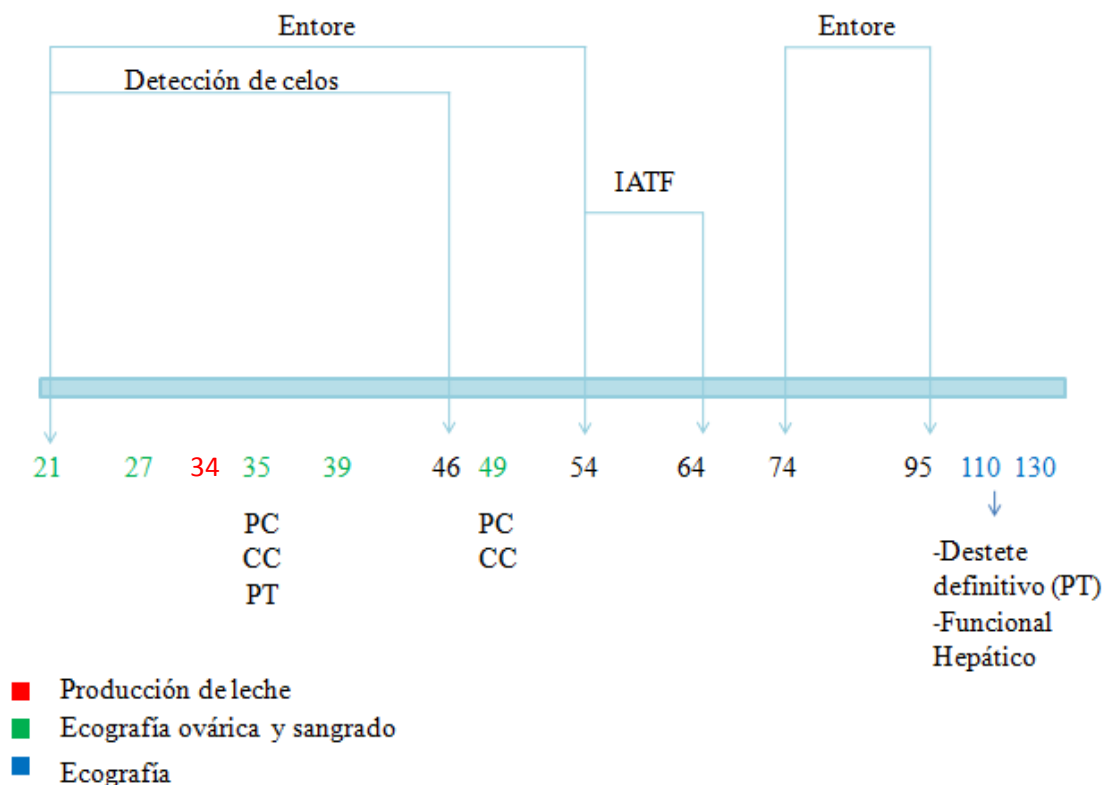 Entore
Entore
Detección de celos
IATF
21 27 34 35 39 46 49 54 64 74 95 110 130
PC PC
CC CC
PT
-Destete
definitivo (PT)
-Funcional
Hepático
Producción de leche
Ecografía ovárica y sangrado
Ecografía